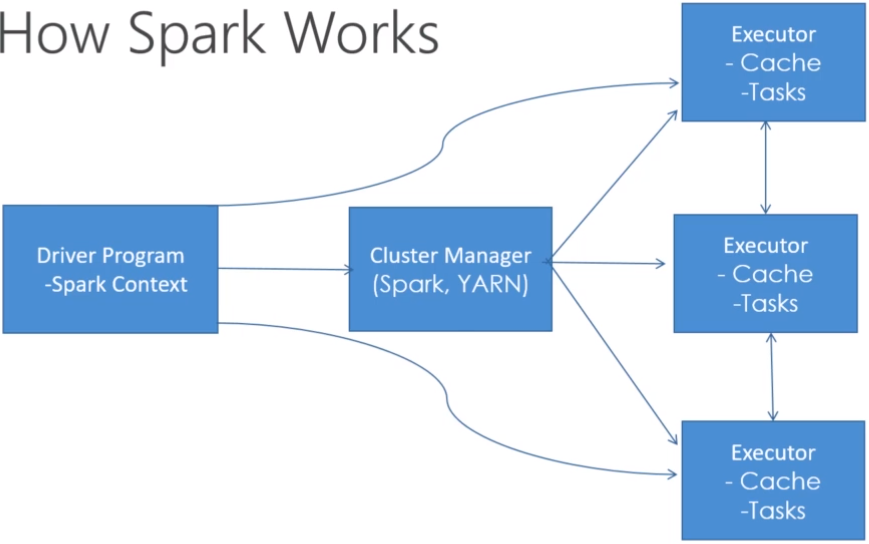 How Spark Works
Executor
- Cache
-Tasks
Driver Program
-Spark Context
Cluster Manager
(Spark, YARN)
Executor
- Cache
-Tasks
Executor
- Cache
-Tasks